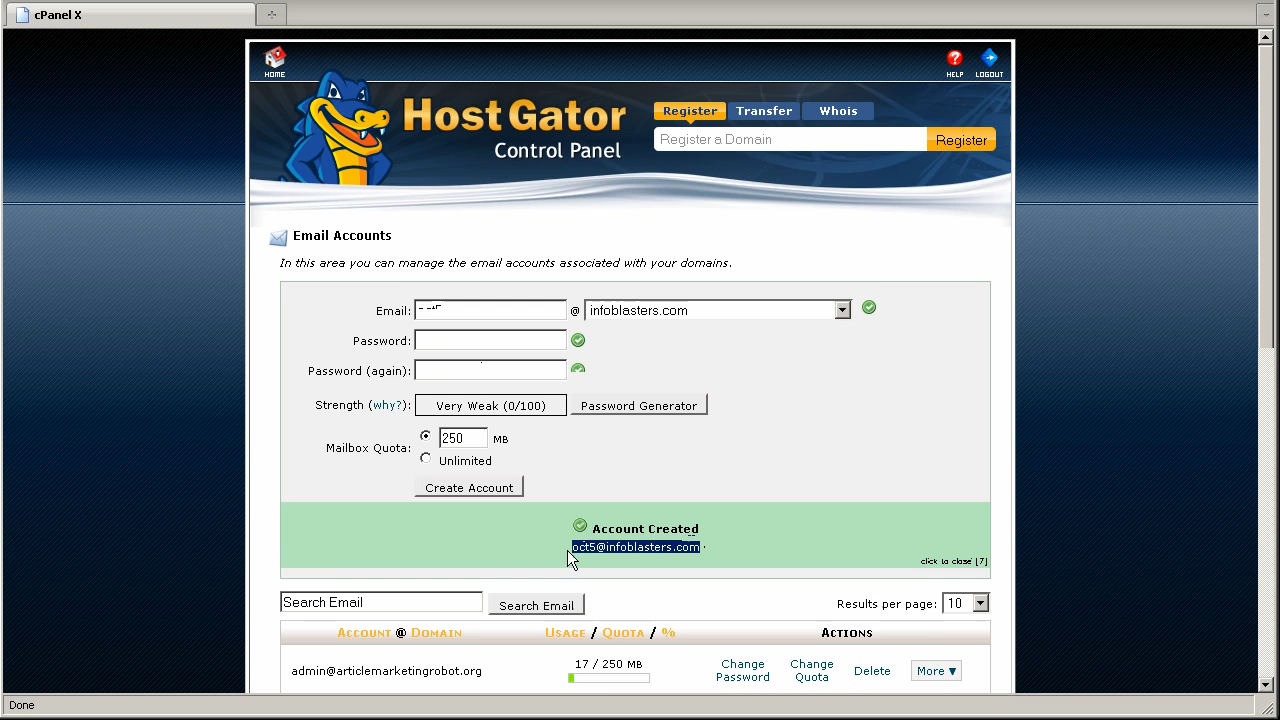 cPanel X
HOME
HELP
LOGOUT
HostGator
Control Panel
Register
Transfer
Whois
Register a Domain
Register
Email Accounts
In this area you can manage the email accounts associated with your domains.
Email:
@
infoblasters.com
Password:
Password (again):
Strength (why?):
Very Weak (0/100)
Password Generator
Mailbox Quota:
250
MB
Unlimited
Create Account
Account Created
oct5@infoblasters.com
click to close [7]
Search Email
Search Email
Results per page:
10
ACCOUNT @ DOMAIN
USAGE / QUOTA / %
ACTIONS
admin@articlemarketingrobot.org
17 / 250 MB
Change Password
Change Quota
Delete
More ▼
Done